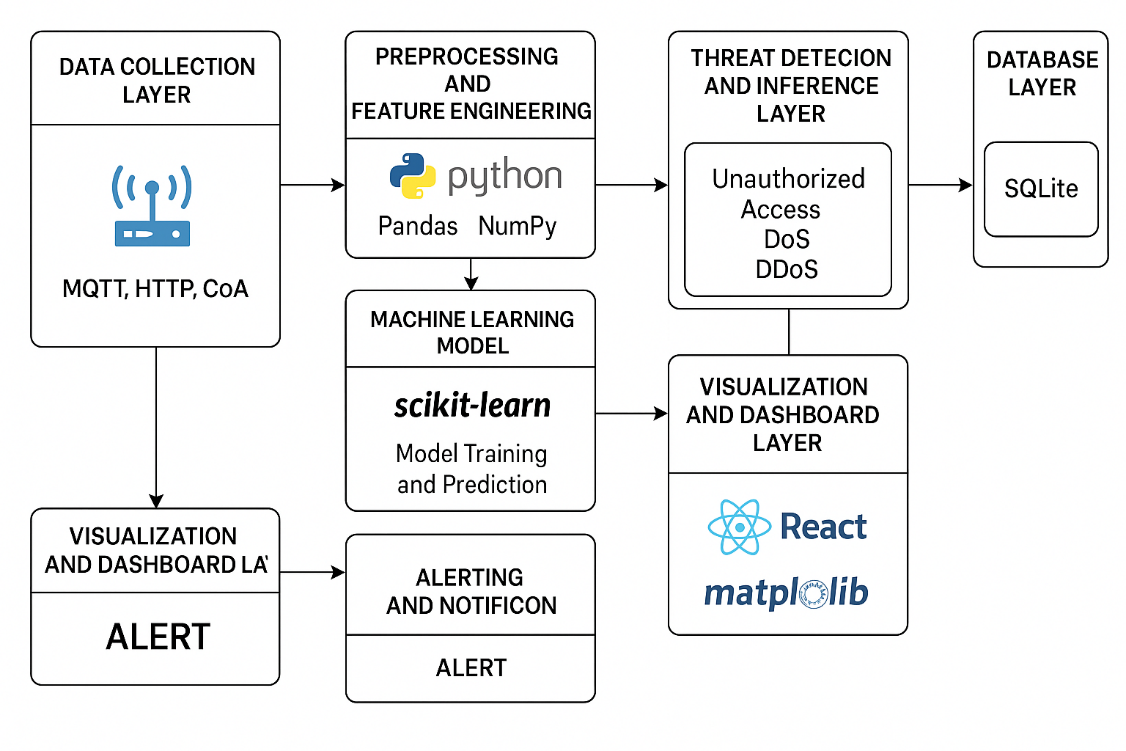 DATA COLLECTION
LAYER
MQTT, HTTP, CoA
PREPROCESSING
AND
FEATURE ENGINEERING
python
Pandas NumPy
THREAT DETECION
AND INFERENCE
LAYER
Unauthorized
Access
DoS
DDoS
DATABASE
LAYER
SQLite
MACHINE LEARNING
MODEL
scikit-learn
Model Training
and Prediction
VISUALIZATION
AND DASHBOARD
LAYER
React
matplolib
VISUALIZATION
AND DASHBOARD LA
ALERT
ALERTING
AND NOTIFICON
ALERT